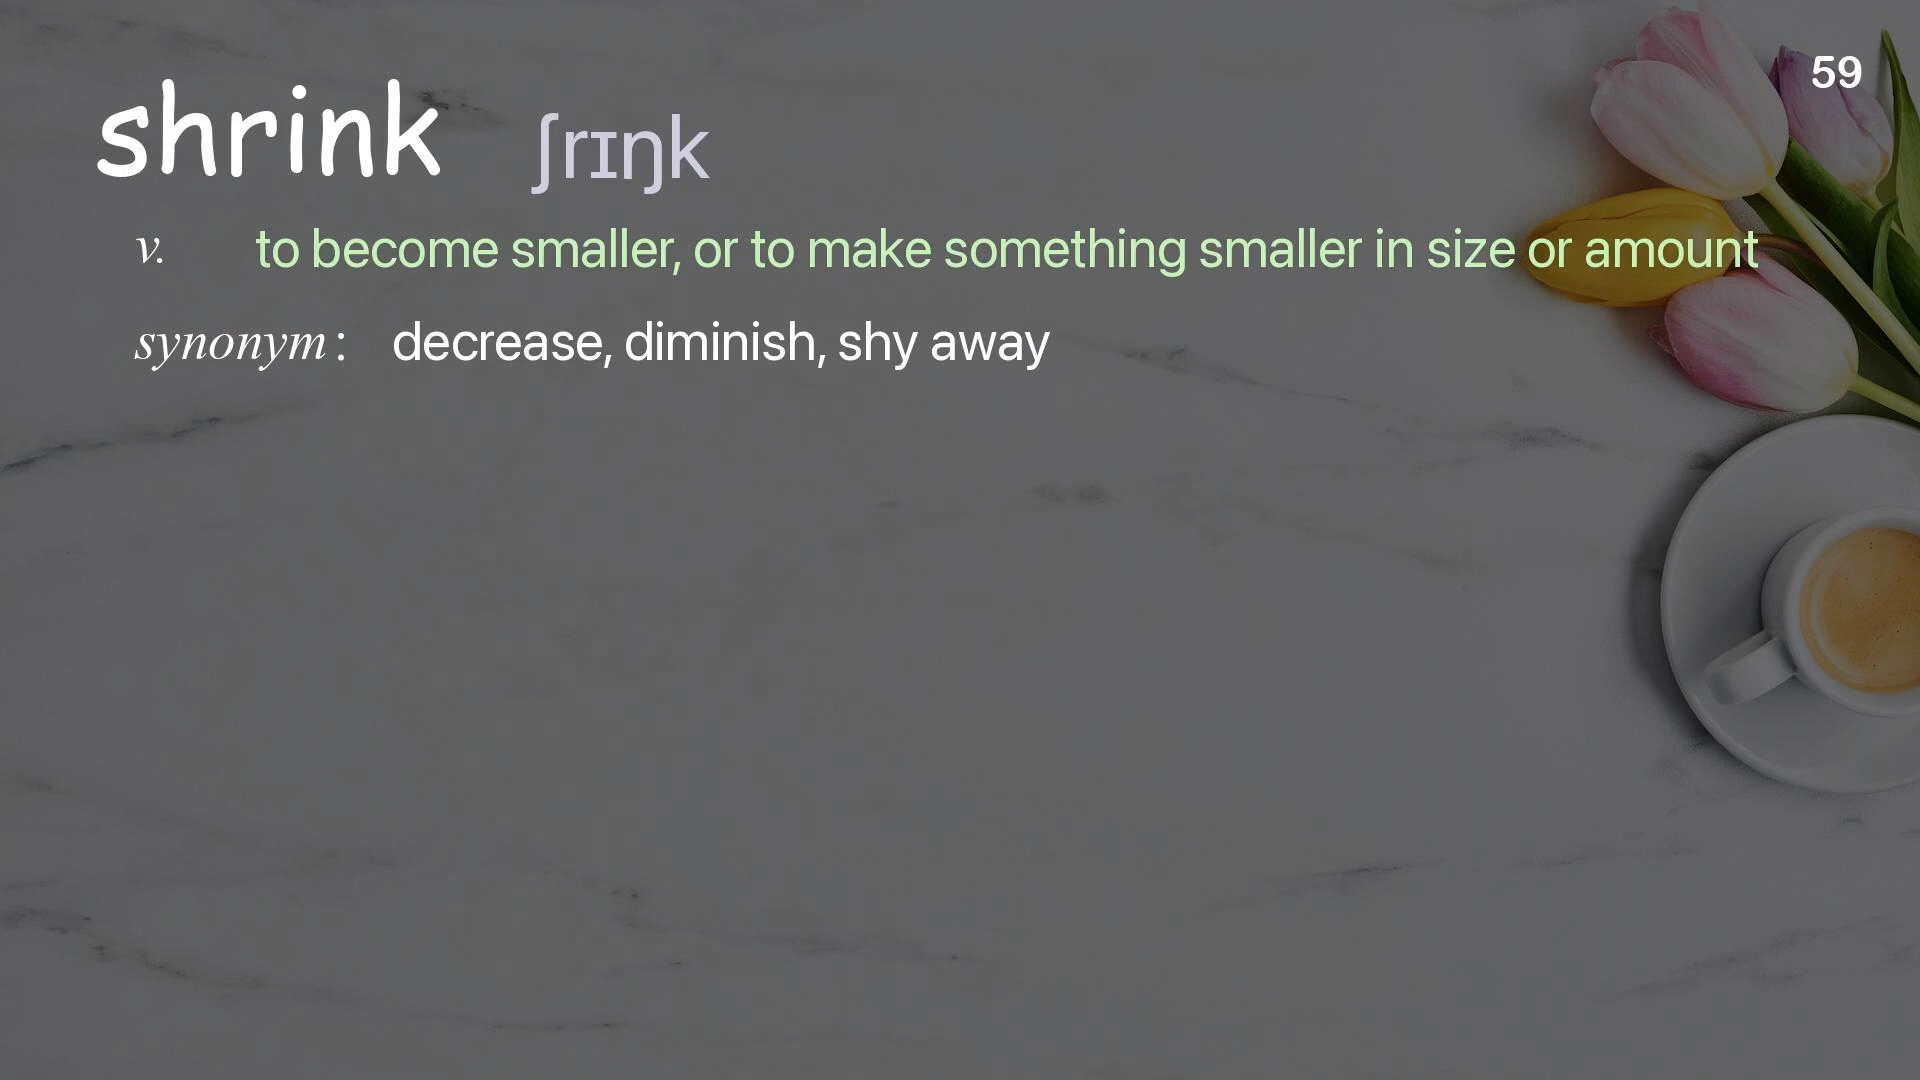 59
shrink ʃrɪŋk
v. to become smaller, or to make something smaller in size or amount
synonym : decrease, diminish, shy away